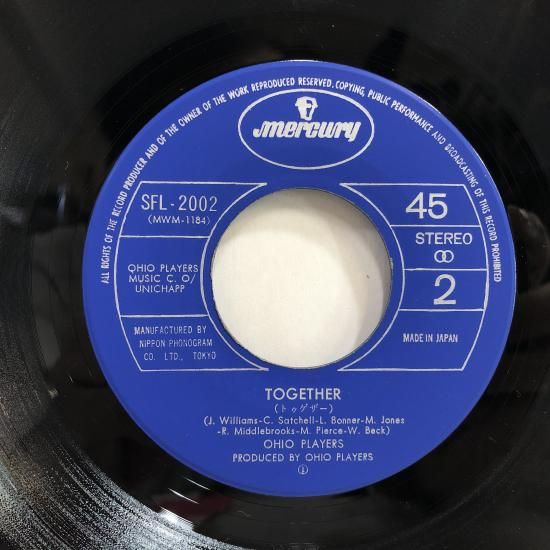 ALL RIGHTS OF THE RECORD PRODUCER AND OF THE OWNER OF THE WORK REPRODUCED RESERVED. COPYING, PUBLIC PERFORMANCE AND BROADCASTING OF THIS RECORD PROHIBITED
mercury
SFL-2002
(MWM-1184)
OHIO PLAYERS
MUSIC C. O/
UNICHAPP
MANUFACTURED BY
NIPPON PHONOGRAM
CO. LTD., TOKYO
45
STEREO
2
MADE IN JAPAN
TOGETHER
(トゥゲザー)
(J. Williams-C. Satchell-L. Bonner-M. Jones
-R. Middlebrooks-M. Pierce-W. Beck)
OHIO PLAYERS
PRODUCED BY OHIO PLAYERS